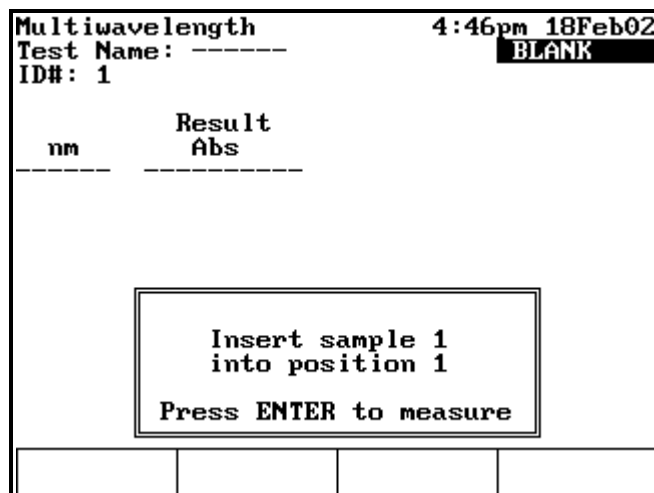 Multiwavelength 4:46pm 18Feb02
Test Name: ------ BLANK
ID#: 1
Result
nm Abs
------ ----------
Insert sample 1
into position 1
Press ENTER to measure